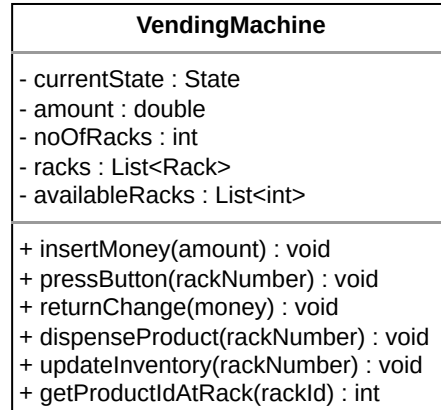 VendingMachine
- currentState : State
- amount : double
- noOfRacks : int
- racks : List<Rack>
- availableRacks : List<int>
+ insertMoney(amount) : void
+ pressButton(rackNumber) : void
+ returnChange(money) : void
+ dispenseProduct(rackNumber) : void
+ updateInventory(rackNumber) : void
+ getProductIdAtRack(rackId) : int